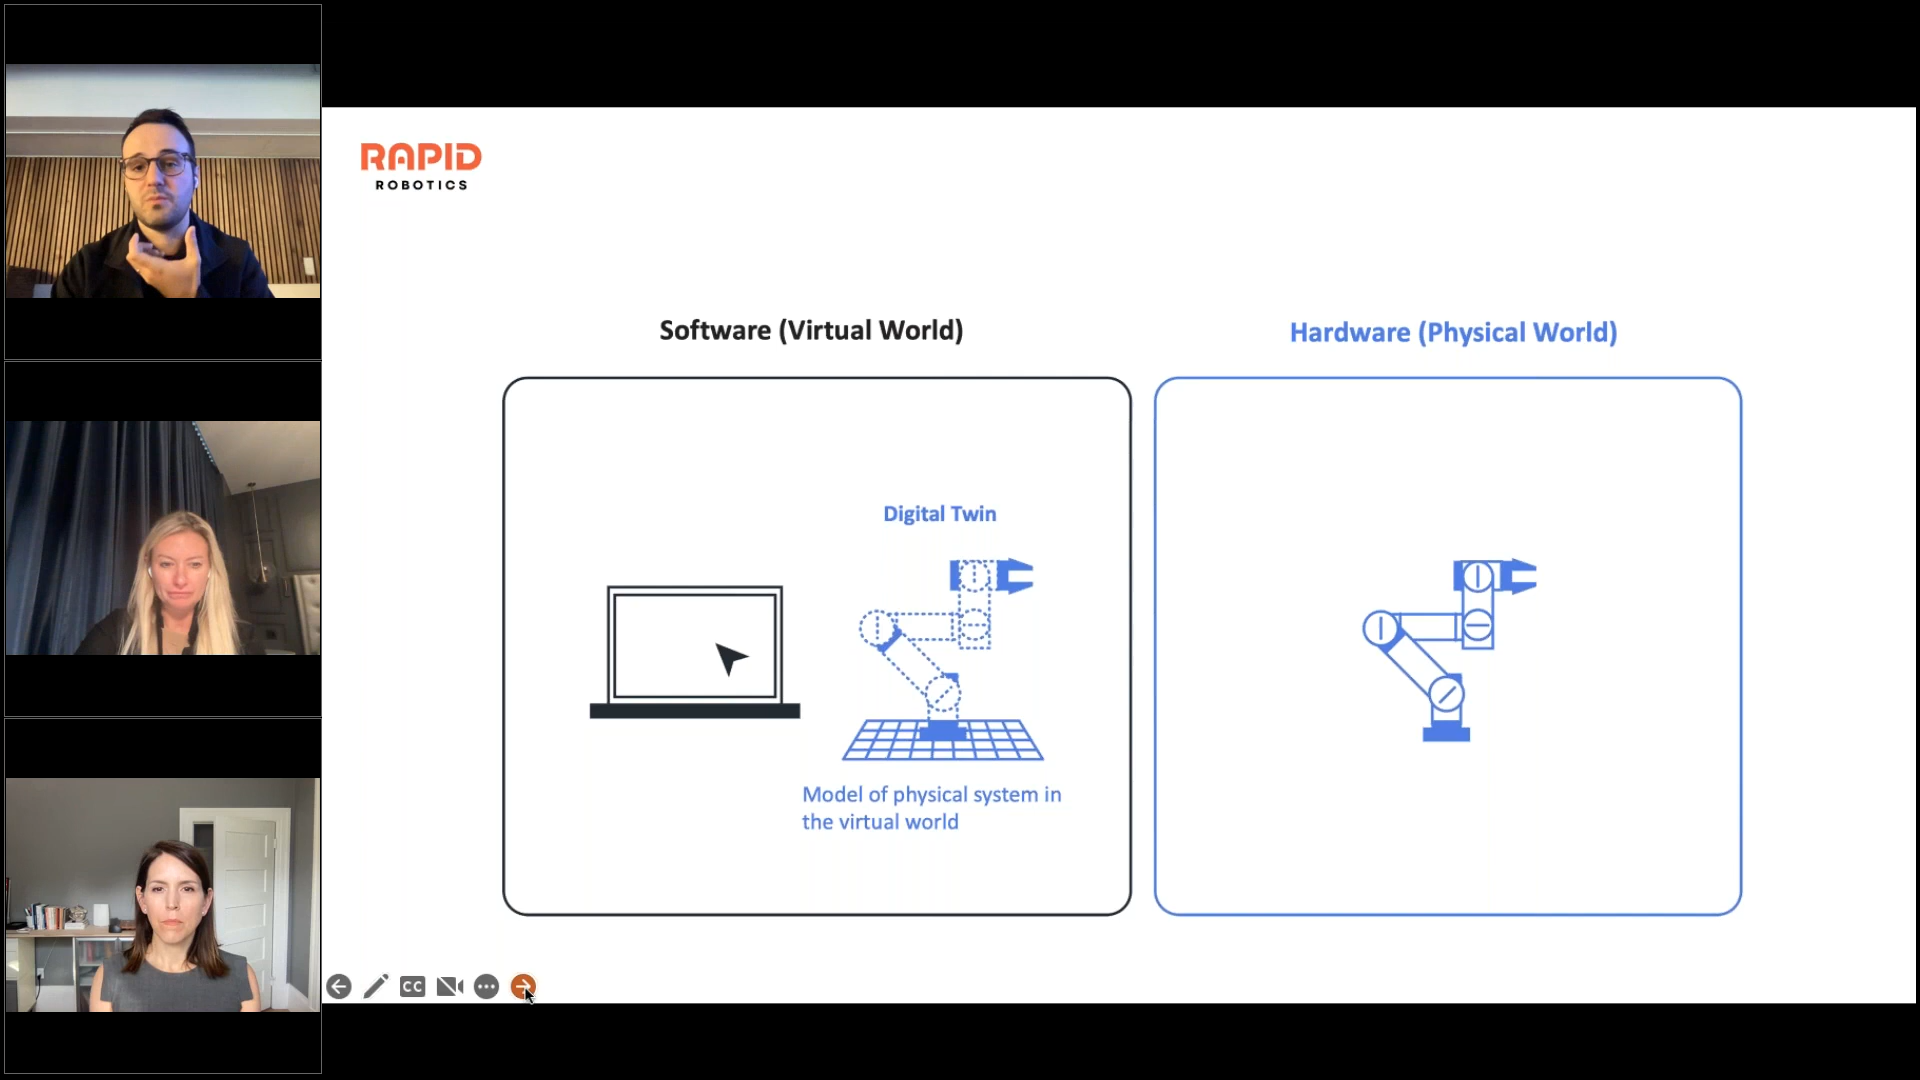 RAPID
ROBOTICS
Software (Virtual World)
Hardware (Physical World)
Digital Twin
Model of physical system in
the virtual world
CC